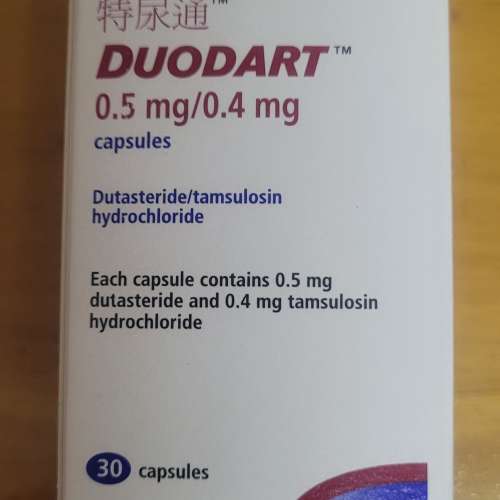 特尿通™
DUODART™
0.5 mg/0.4 mg
capsules
Dutasteride/tamsulosin
hydrochloride
Each capsule contains 0.5 mg
dutasteride and 0.4 mg tamsulosin
hydrochloride
30 capsules